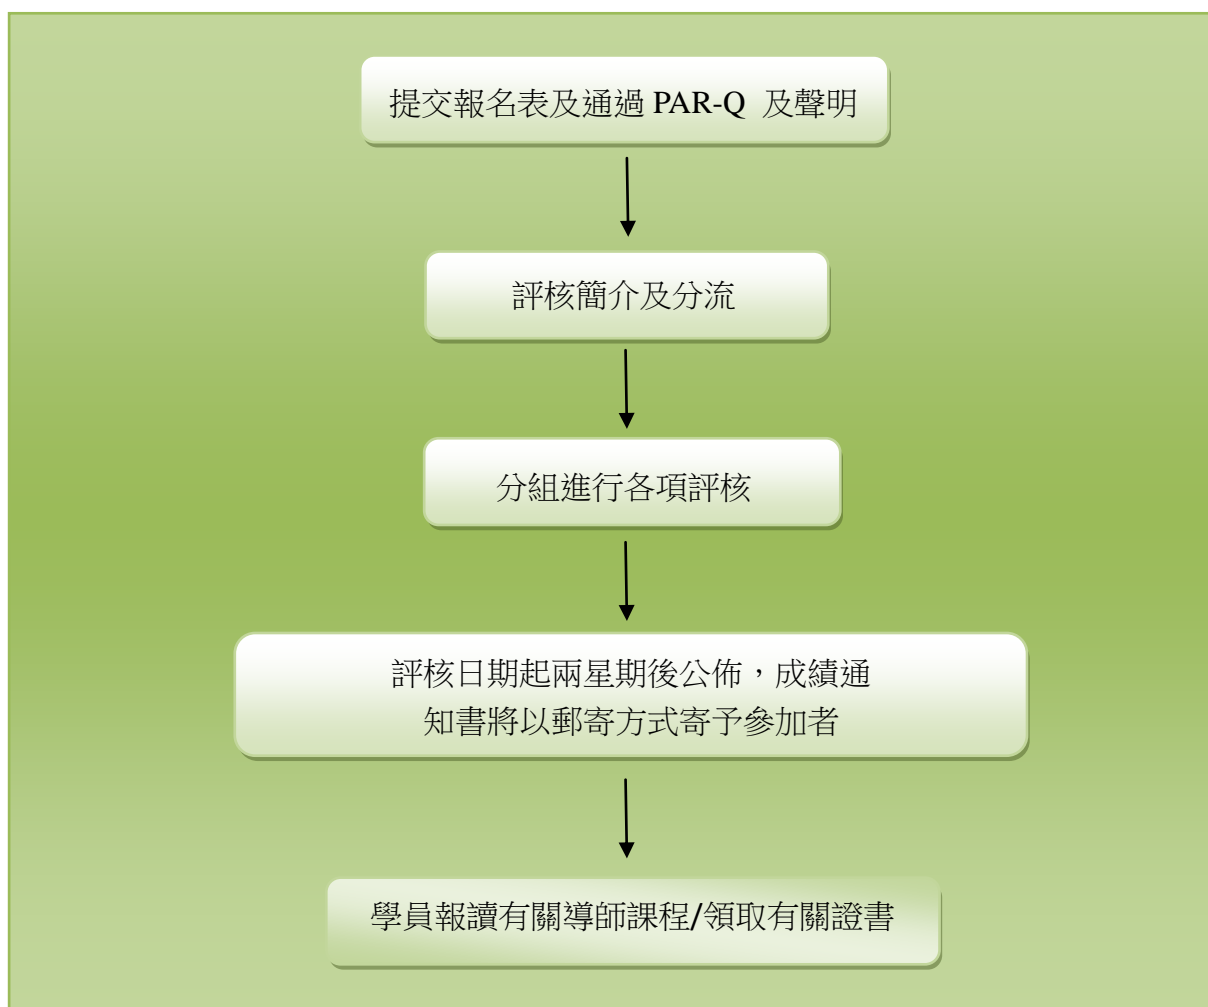 提交報名表及通過 PAR-Q 及聲明
評核簡介及分流
分組進行各項評核
評核日期起兩星期後公佈，成績通
知書將以郵寄方式寄予參加者
學員報讀有關導師課程/領取有關證書